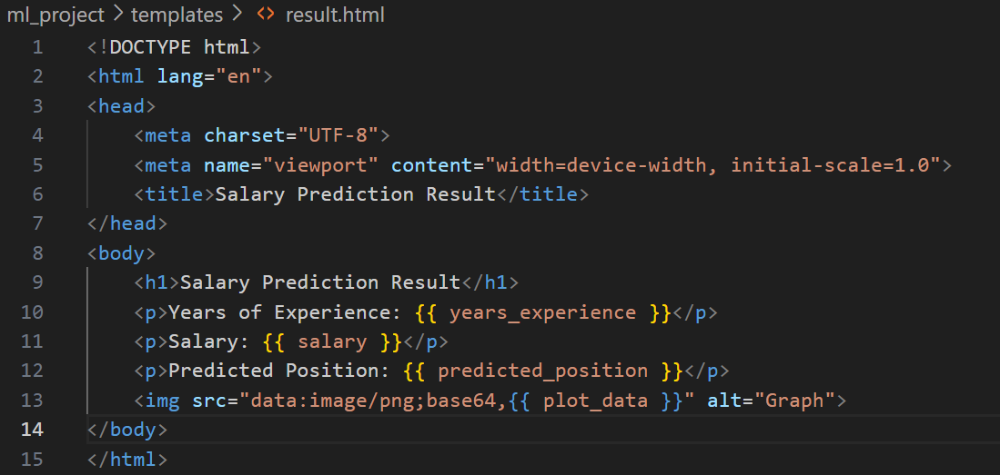 ml_project > templates > <> result.html
1 <!DOCTYPE html>
2 <html lang="en">
3 <head>
4     <meta charset="UTF-8">
5     <meta name="viewport" content="width=device-width, initial-scale=1.0">
6     <title>Salary Prediction Result</title>
7 </head>
8 <body>
9     <h1>Salary Prediction Result</h1>
10     <p>Years of Experience: {{ years_experience }}</p>
11     <p>Salary: {{ salary }}</p>
12     <p>Predicted Position: {{ predicted_position }}</p>
13     <img src="data:image/png;base64,{{ plot_data }}" alt="Graph">
14 </body>
15 </html>